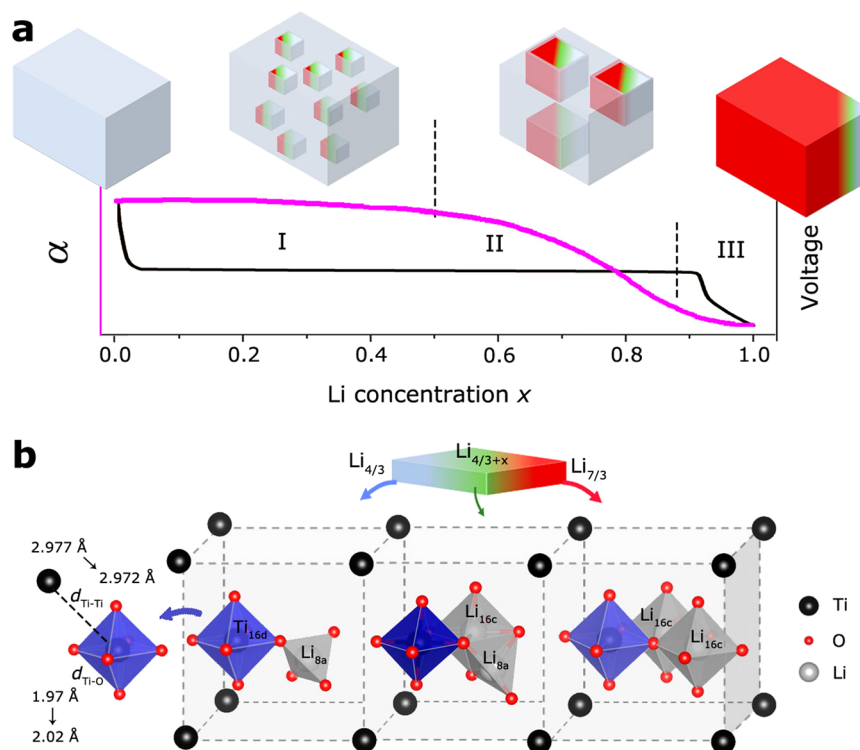 a
I
II
III
α
Voltage
0.0 0.2 0.4 0.6 0.8 1.0
Li concentration x
b
Li4/3
Li4/3+x
Li7/3
2.977 Å
2.972 Å
dTi-Ti
dTi-O
1.97 Å
2.02 Å
Ti16d
Li8a
Li16c
Li8a
Li16c
Li16c
Ti
O
Li